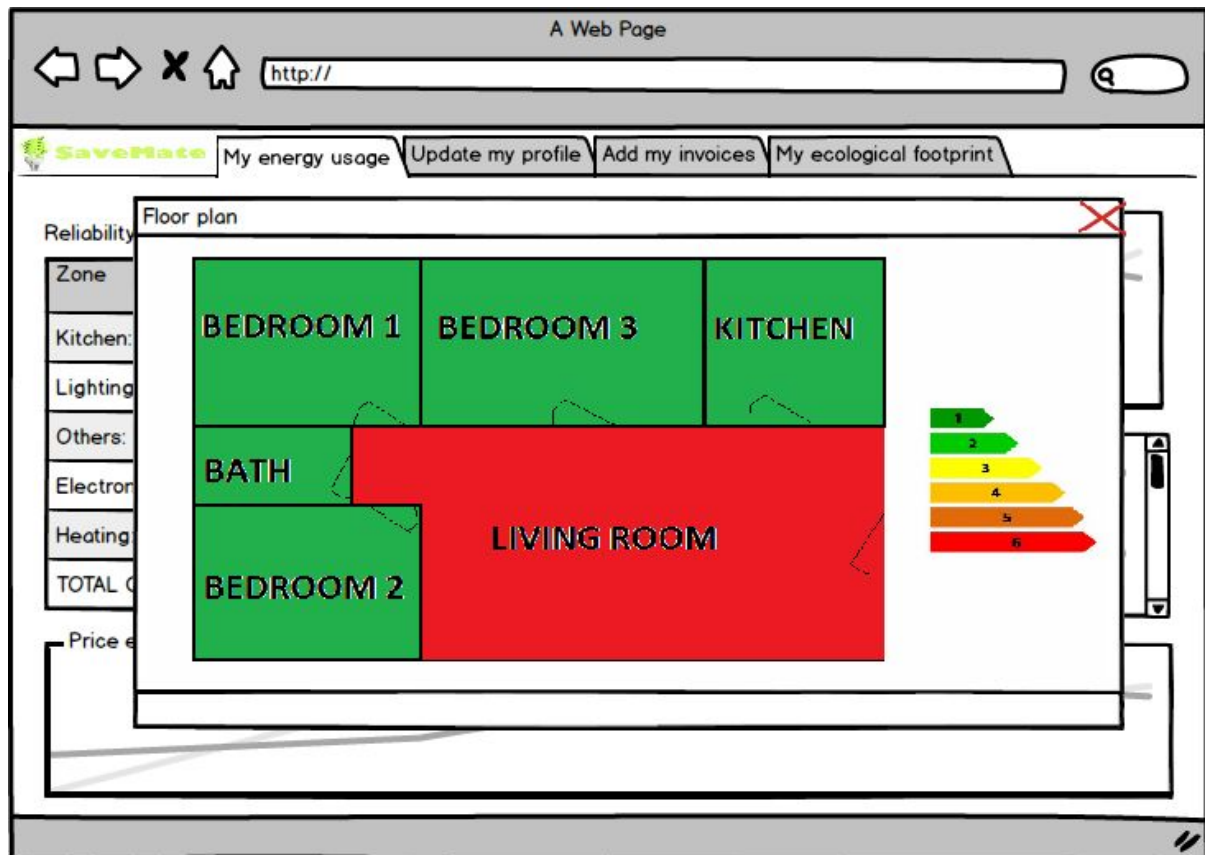 A Web Page
http://
SaveMate My energy usage Update my profile Add my invoices My ecological footprint
Floor plan
Reliability
Zone
Kitchen:
Lighting
Others:
Electron
Heating:
TOTAL
Price
BEDROOM 1 BEDROOM 3 KITCHEN
BATH
LIVING ROOM
BEDROOM 2
1
2
3
4
5
6